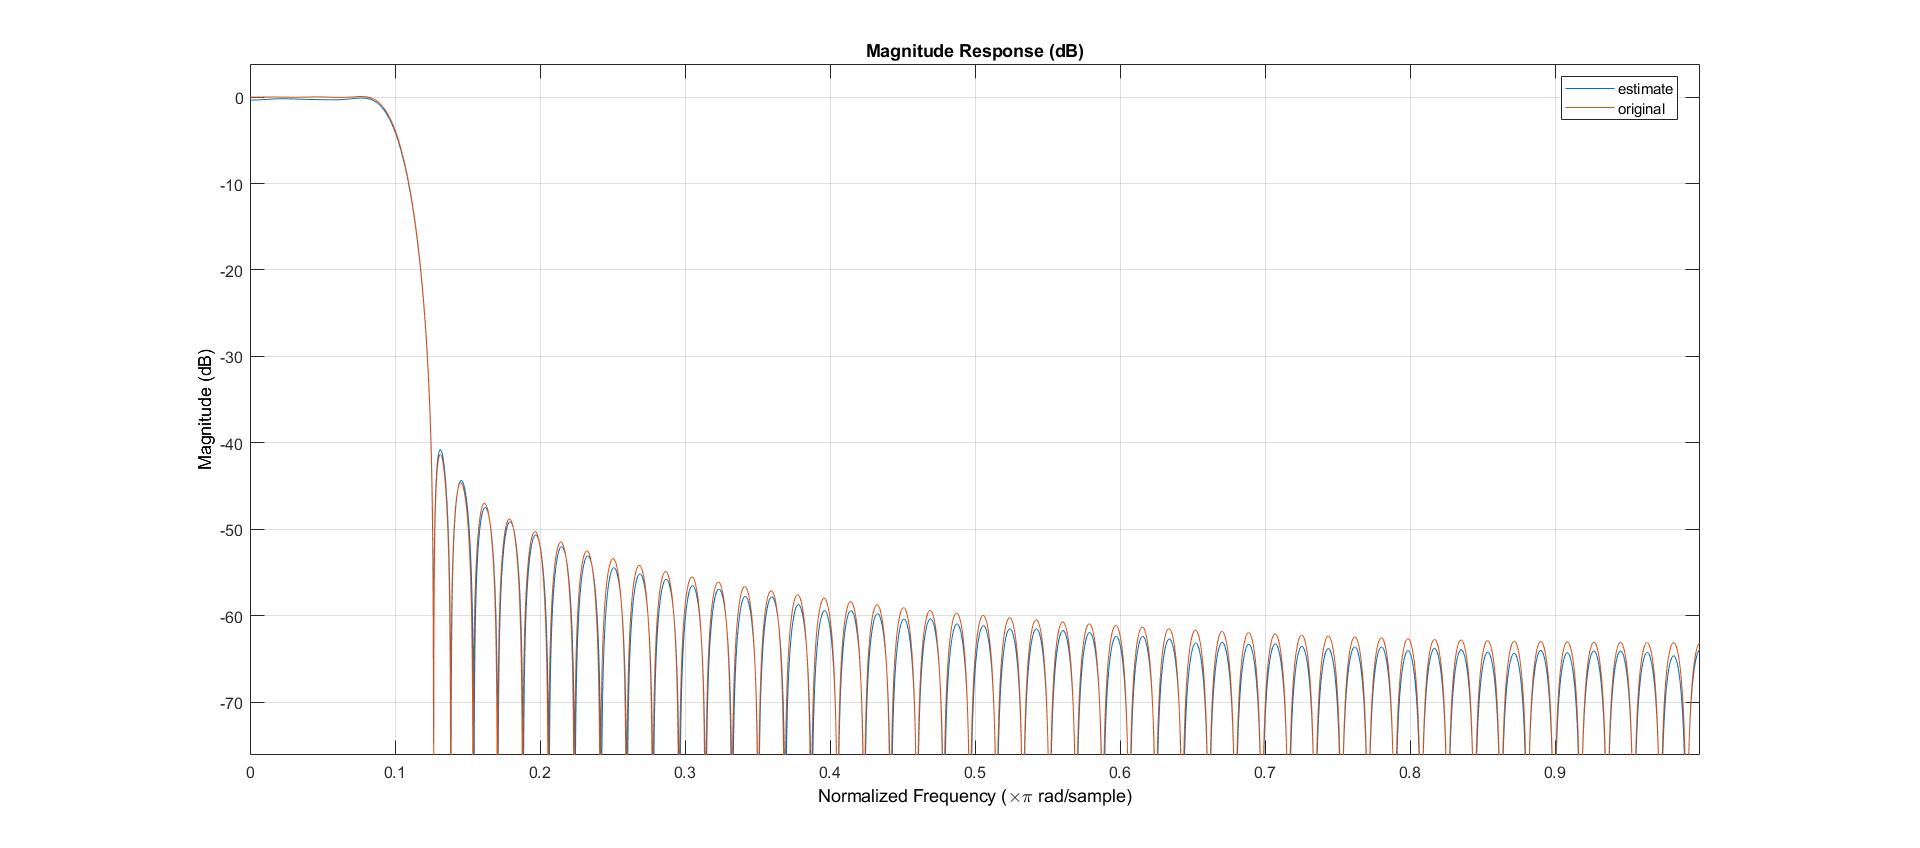 Magnitude Response (dB)
estimate
original
Magnitude (dB)
0
-10
-20
-30
-40
-50
-60
-70
0 0.1 0.2 0.3 0.4 0.5 0.6 0.7 0.8 0.9
Normalized Frequency (×π rad/sample)